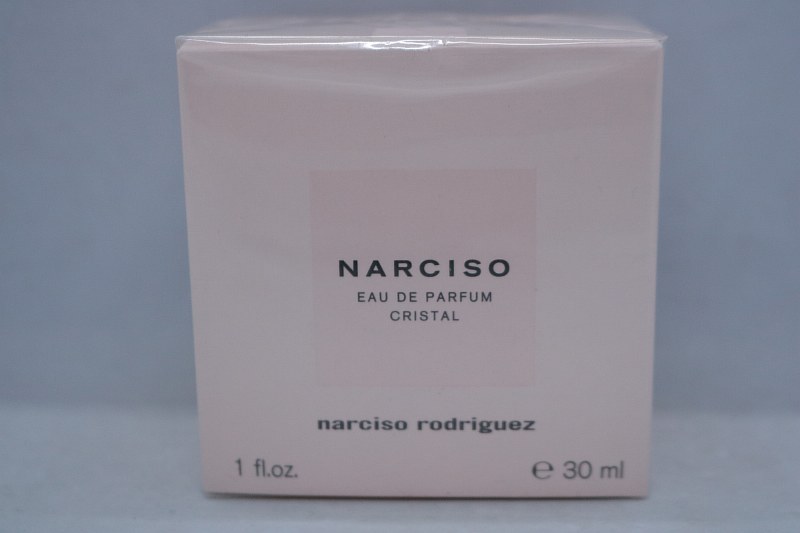 NARCISO
EAU DE PARFUM
CRISTAL
narciso rodriguez
1 fl.oz. ℮ 30 ml